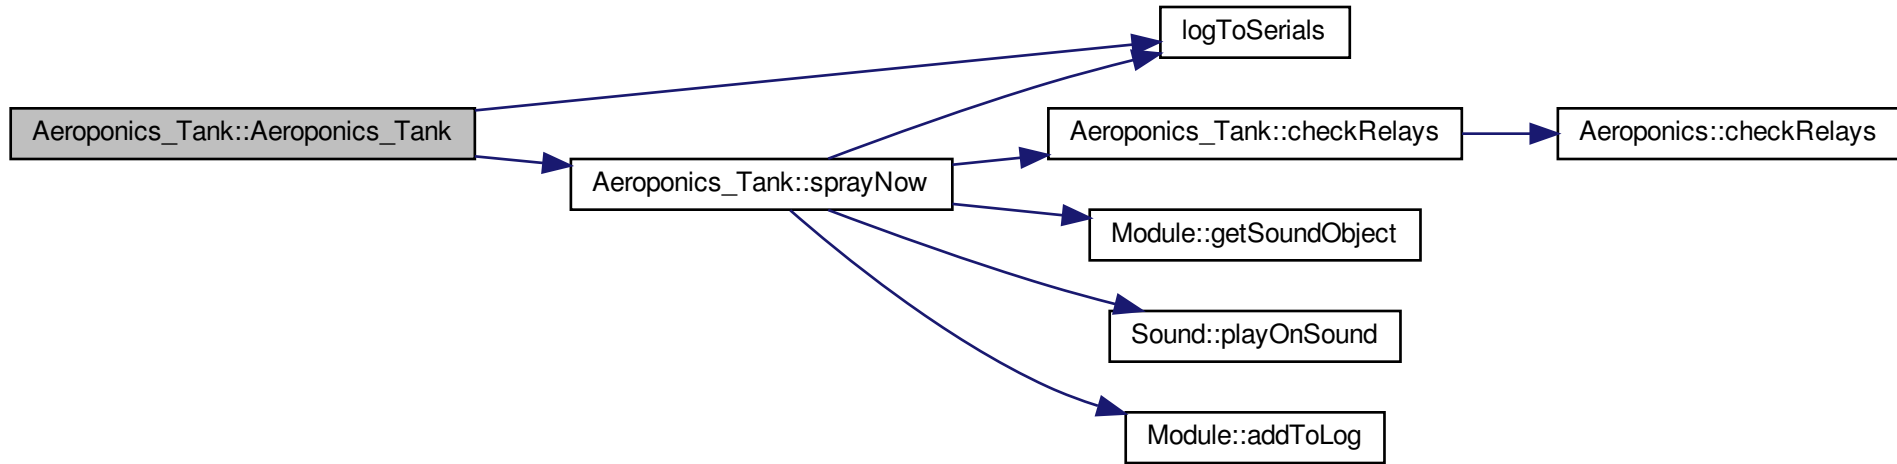 logToSerials
Aeroponics_Tank::Aeroponics_Tank
Aeroponics_Tank::checkRelays
Aeroponics::checkRelays
Aeroponics_Tank::sprayNow
Module::getSoundObject
Sound::playOnSound
Module::addToLog